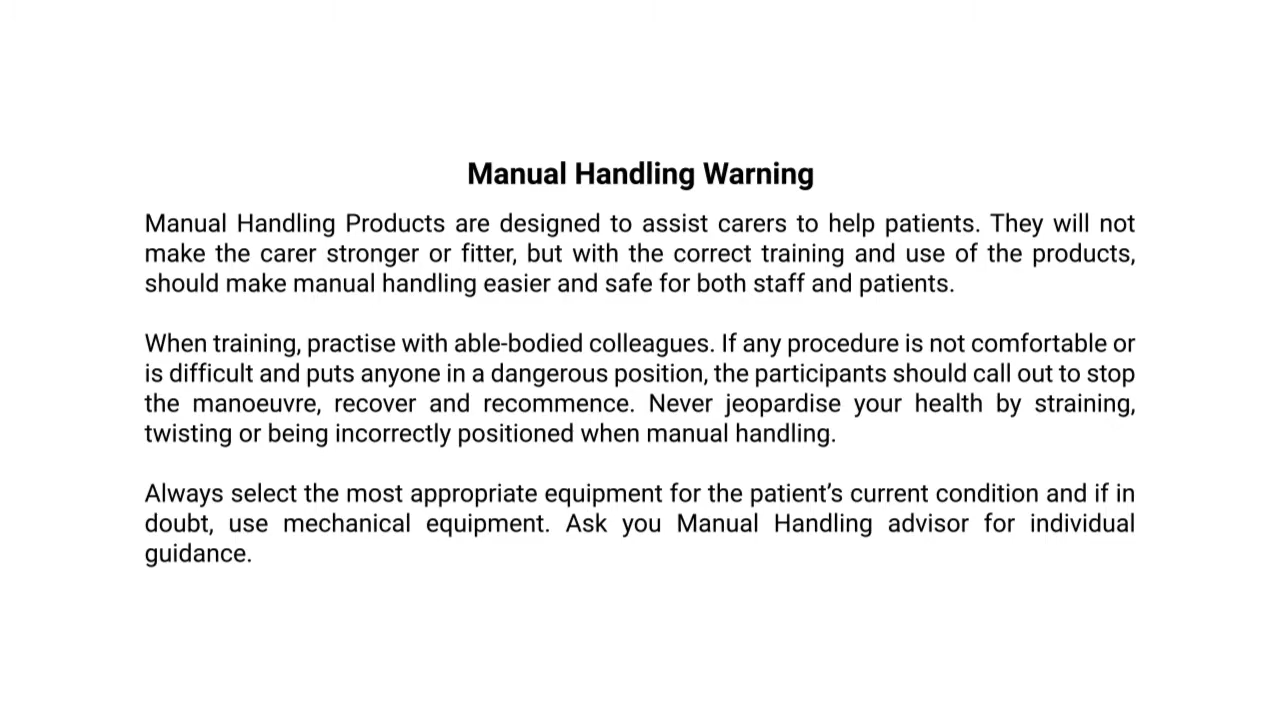 Manual Handling Warning
Manual Handling Products are designed to assist carers to help patients. They will not
make the carer stronger or fitter, but with the correct training and use of the products,
should make manual handling easier and safe for both staff and patients.
When training, practise with able-bodied colleagues. If any procedure is not comfortable or
is difficult and puts anyone in a dangerous position, the participants should call out to stop
the manoeuvre, recover and recommence. Never jeopardise your health by straining,
twisting or being incorrectly positioned when manual handling.
Always select the most appropriate equipment for the patient’s current condition and if in
doubt, use mechanical equipment. Ask you Manual Handling advisor for individual
guidance.